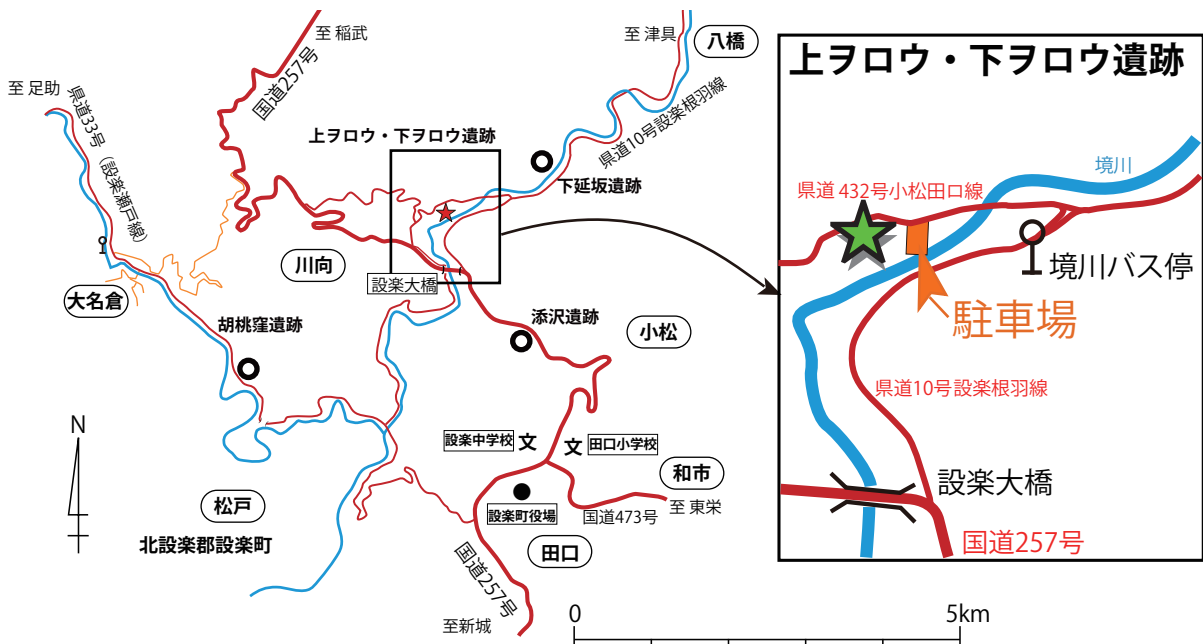 至 稲武
国道257号
至 足助
県道33号（設楽瀬戸線）
至 津具
八橋
県道10号設楽根羽線
上ヲロウ・下ヲロウ遺跡
下延坂遺跡
川向
設楽大橋
大名倉
胡桃窪遺跡
添沢遺跡
小松
N
設楽中学校
文
文
田口小学校
和市
設楽町役場
国道473号
至 東栄
松戸
北設楽郡設楽町
田口
国道257号
至新城
0
5km
上ヲロウ・下ヲロウ遺跡
境川
県道 432号小松田口線
境川バス停
駐車場
県道10号設楽根羽線
設楽大橋
国道257号